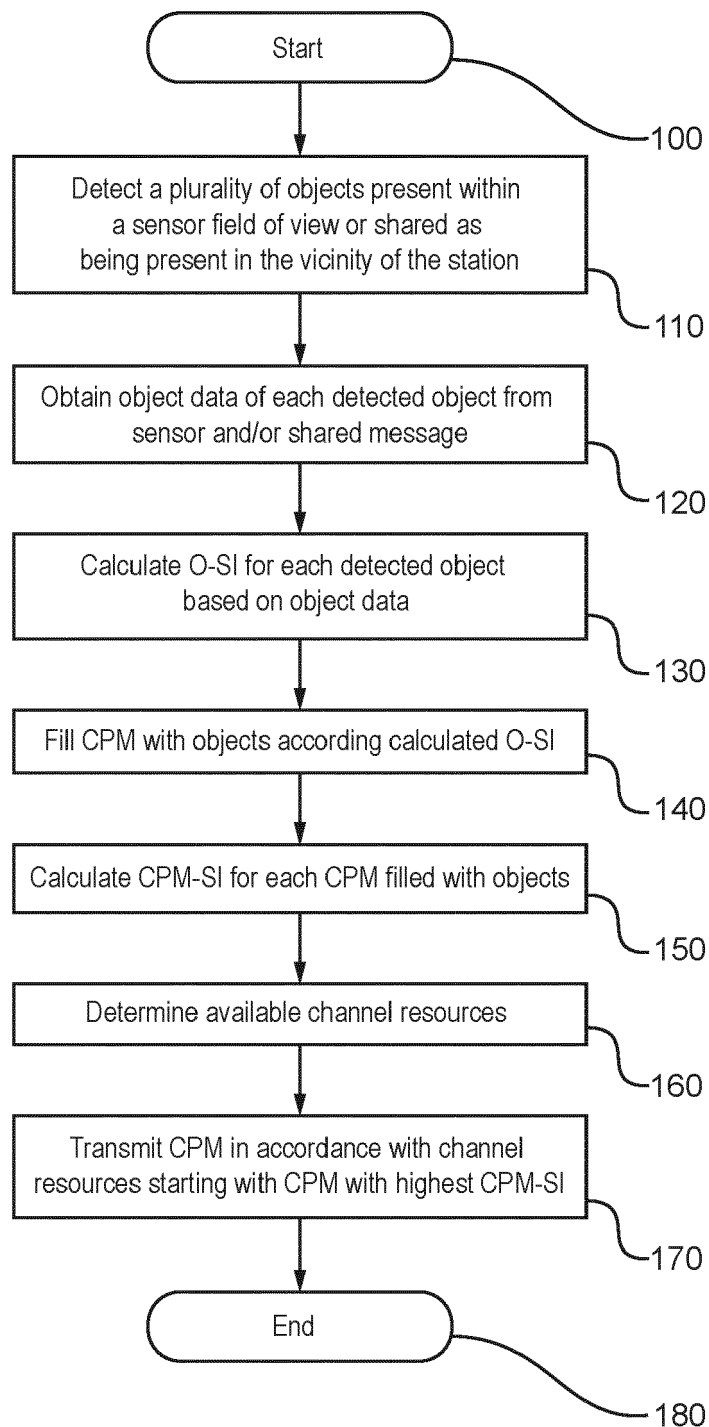 Start
100
Detect a plurality of objects present within
a sensor field of view or shared as
being present in the vicinity of the station
110
Obtain object data of each detected object from
sensor and/or shared message
120
Calculate O-SI for each detected object
based on object data
130
Fill CPM with objects according calculated O-SI
140
Calculate CPM-SI for each CPM filled with objects
150
Determine available channel resources
160
Transmit CPM in accordance with channel
resources starting with CPM with highest CPM-SI
170
End
180